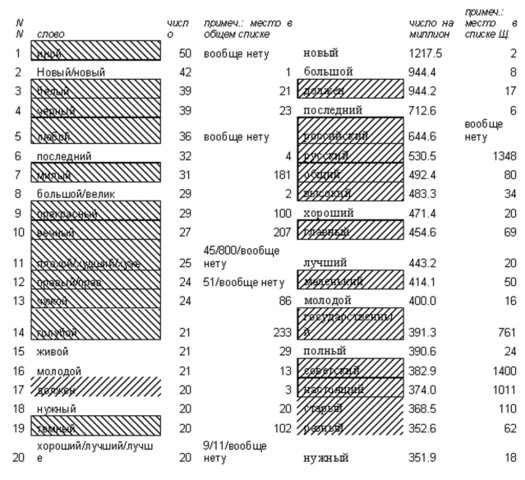 N N слово число примеч.: место в общем списке число на миллион примеч.: место в списке Щ.
1 иной 50 вообще нету новый 1217.5 2
2 Новый/новый 42 1 большой 944.4 8
3 белый 39 21 должен 944.2 17
4 черный 39 23 последний 712.6 6
5 любой 36 вообще нету российский 644.6 вообще нету
6 последний 32 4 русский 530.5 1348
7 милый 31 181 общий 492.4 80
8 большой/велик 29 2 высокий 483.3 34
9 прекрасный 29 100 хороший 471.4 20
10 вечный 27 207 главный 454.6 69
11 плохой/худший/хуже 25 45/800/вообще нету лучший 443.2 20
12 правый/прав 24 51/вообще нету маленький 414.1 50
13 чужой 24 86 молодой 400.0 16
14 голубой 21 233 государственный 391.3 761
15 живой 21 29 полный 390.6 24
16 молодой 21 13 советский 382.9 1400
17 должен 20 3 настоящий 374.0 1011
18 нужный 20 20 старый 368.5 110
19 темный 20 102 разный 352.6 62
20 хороший/лучший/лучше 20 9/11/вообще нету нужный 351.9 18